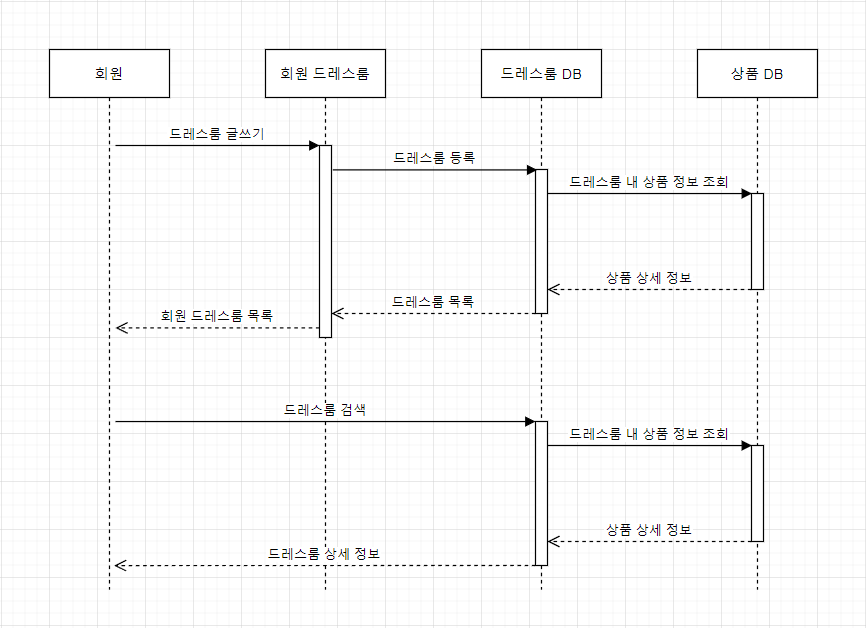 회원
회원 드레스룸
드레스룸 DB
상품 DB
드레스룸 글쓰기
드레스룸 등록
드레스룸 내 상품 정보 조회
상품 상세 정보
드레스룸 목록
회원 드레스룸 목록
드레스룸 검색
드레스룸 내 상품 정보 조회
상품 상세 정보
드레스룸 상세 정보